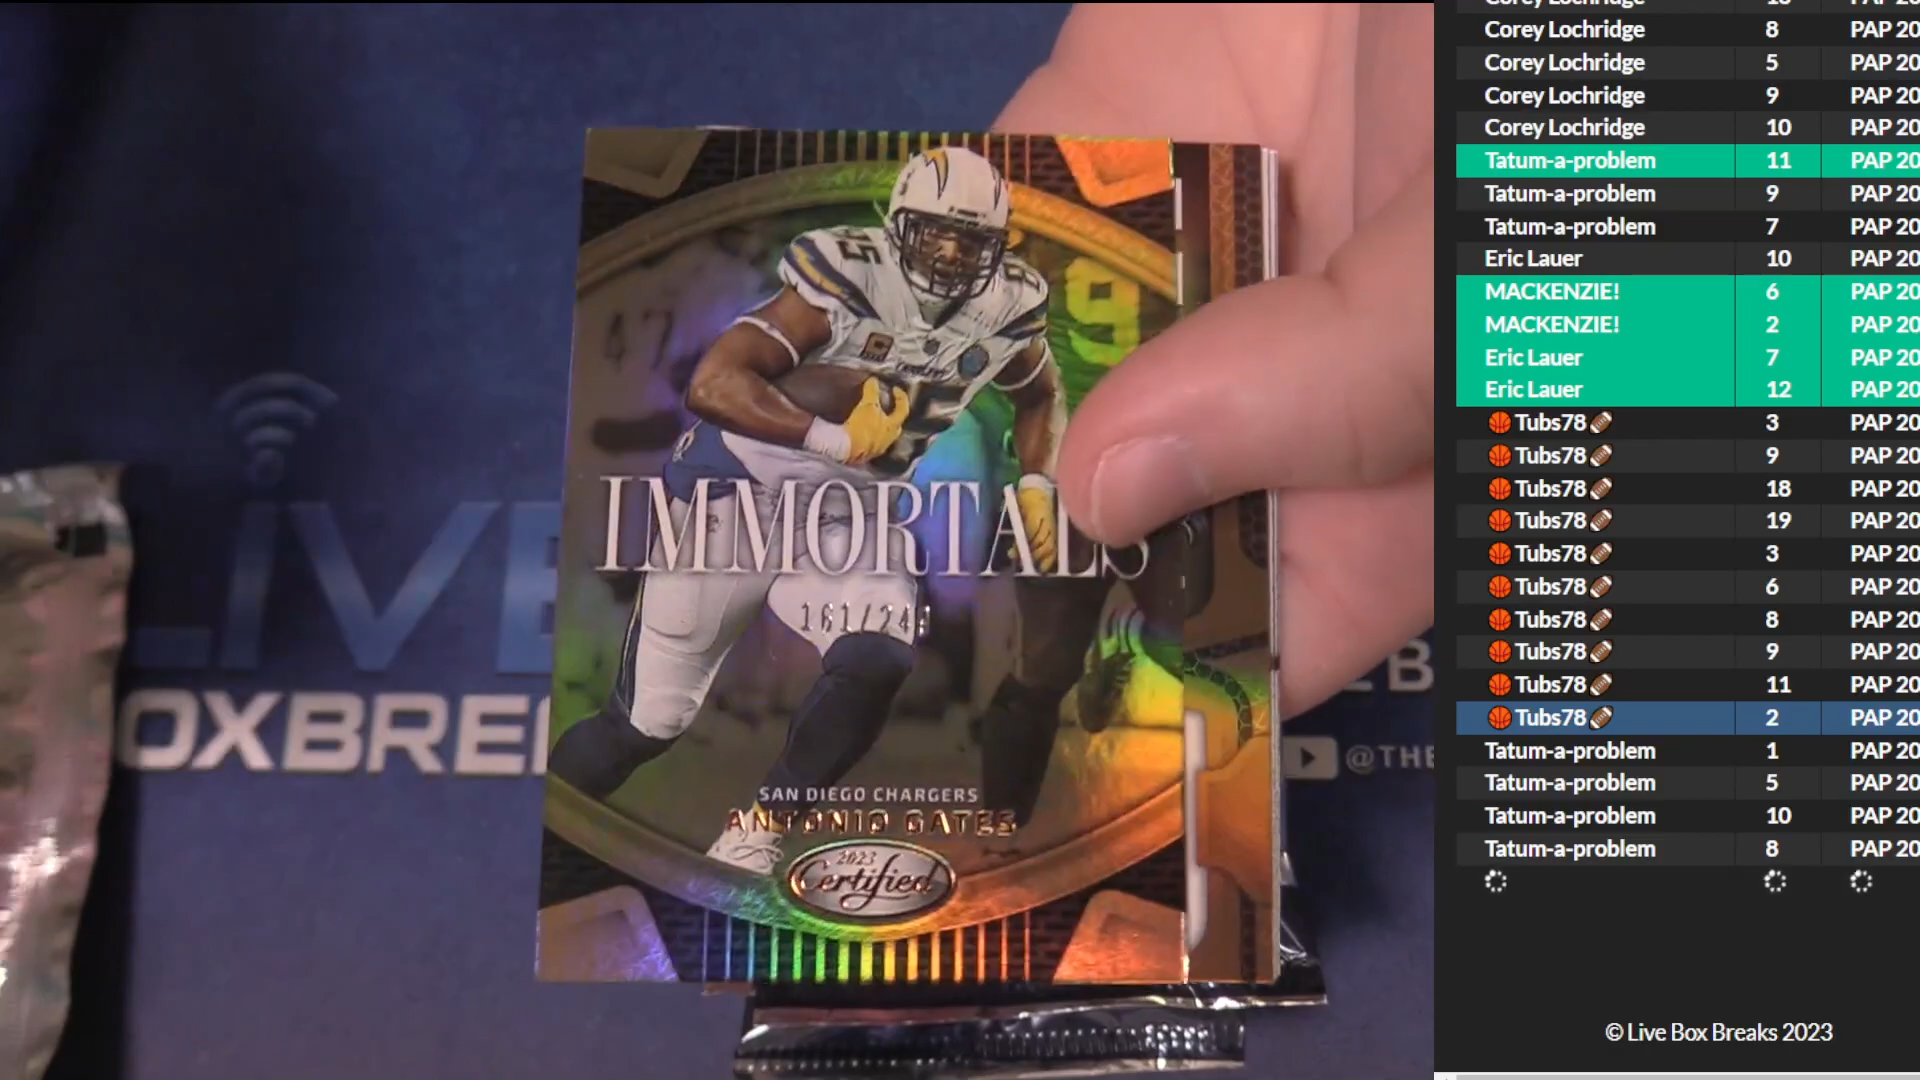 85
9
47
IMMORTALS
161/24
SAN DIEGO CHARGERS
ANTONIO GATES
2023
Certified
LIVE
OXBRE
@THE
Corey Lochridge 8 PAP 20
Corey Lochridge 5 PAP 20
Corey Lochridge 9 PAP 20
Corey Lochridge 10 PAP 20
Tatum-a-problem 11 PAP 20
Tatum-a-problem 9 PAP 20
Tatum-a-problem 7 PAP 20
Eric Lauer 10 PAP 20
MACKENZIE! 6 PAP 20
MACKENZIE! 2 PAP 20
Eric Lauer 7 PAP 20
Eric Lauer 12 PAP 20
🏀Tubs78🏈 3 PAP 20
🏀Tubs78🏈 9 PAP 20
🏀Tubs78🏈 18 PAP 20
🏀Tubs78🏈 19 PAP 20
🏀Tubs78🏈 3 PAP 20
🏀Tubs78🏈 6 PAP 20
🏀Tubs78🏈 8 PAP 20
🏀Tubs78🏈 9 PAP 20
🏀Tubs78🏈 11 PAP 20
🏀Tubs78🏈 2 PAP 20
Tatum-a-problem 1 PAP 20
Tatum-a-problem 5 PAP 20
Tatum-a-problem 10 PAP 20
Tatum-a-problem 8 PAP 20
© Live Box Breaks 2023